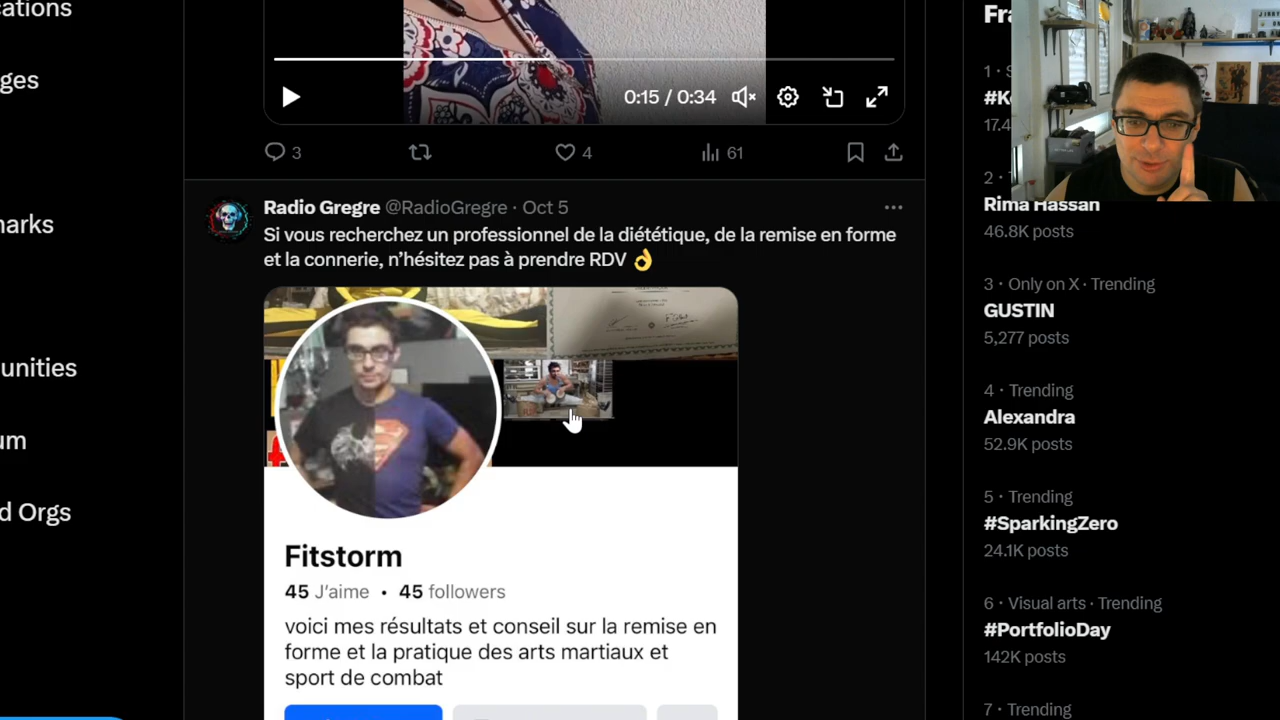 cations
ges
marks
unities
um
d Orgs
0:15 / 0:34
3
4
61
Radio Gregre @RadioGregre · Oct 5
Si vous recherchez un professionnel de la diététique, de la remise en forme
et la connerie, n’hésitez pas à prendre RDV 👌
Fitstorm
45 J’aime • 45 followers
voici mes résultats et conseil sur la remise en
forme et la pratique des arts martiaux et
sport de combat
Fra
1 · S
#K
17.4
2 ·
Rima Hassan
46.8K posts
3 · Only on X · Trending
GUSTIN
5,277 posts
4 · Trending
Alexandra
52.9K posts
5 · Trending
#SparkingZero
24.1K posts
6 · Visual arts · Trending
#PortfolioDay
142K posts
7 · Trending